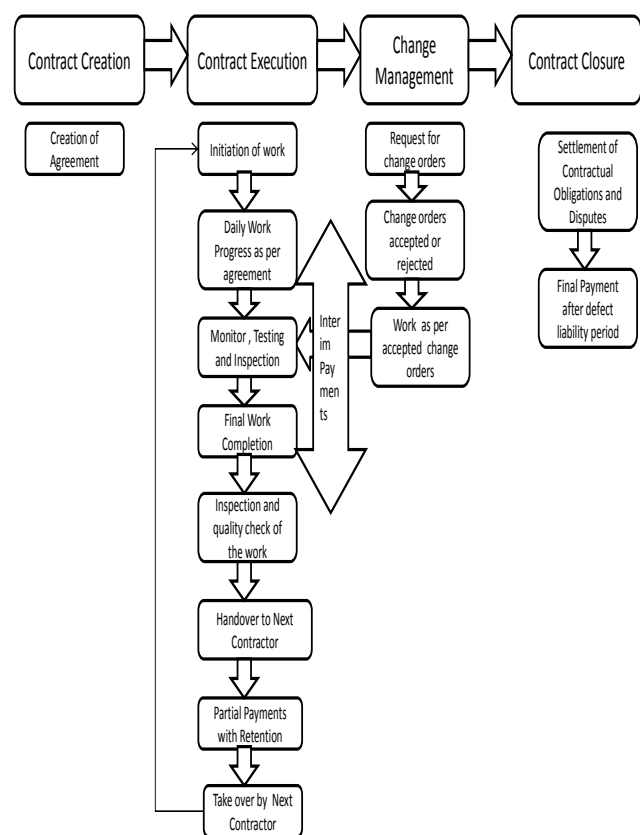 Contract Creation
Contract Execution
Change
Management
Contract Closure
Creation of
Agreement
Initiation of work
Daily Work
Progress as per
agreement
Monitor , Testing
and Inspection
Final Work
Completion
Inspection and
quality check of
the work
Handover to Next
Contractor
Partial Payments
with Retention
Take over by Next
Contractor
Inter
im
Pay
men
ts
Request for
change orders
Change orders
accepted or
rejected
Work as per
accepted change
orders
Settlement of
Contractual
Obligations and
Disputes
Final Payment
after defect
liability period